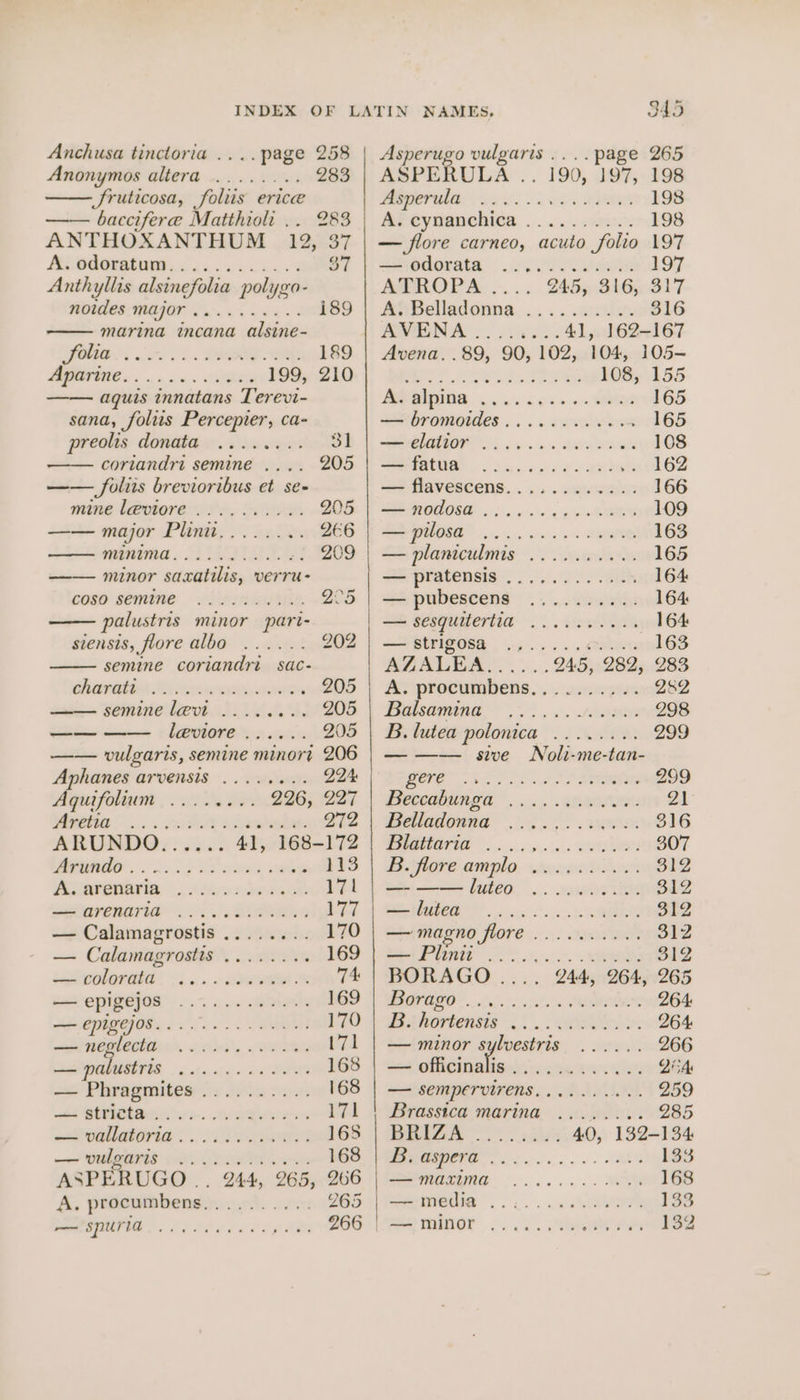 INDEX OF LATIN NAMES. 345
Anchusa tinctoria .... page 258
Anonymos altera ........ 283
—— fruticosa, foliis ericæ
—— bacciferæ Matthioli .. 283
ANTHOXANTHUM 12, 37
A. odoratum............ 37
Anthyllis alsinefolia polygo-
noides major .......... 189
—— marina incana alsine-
folia .................. 189
Aparine............ 199, 210
—— aquis innatans Terevi-
sana, foliis Percepier, ca-
preolis donata ........ 31
—— coriandri semine .... 205
—— foliis brevioribus et se-
mine læviore .......... 205
—— major Plinii........ 266
—— minima............ 209
—— minor saxatilis, verru-
coso semine ..........
—— palustris minor pari-
siensis, flore albo ...... 202
—— semine coriandri sac-
charati ................ 205
—— semine lævi ........ 205
—— —— læviore ...... 205
—— vulgaris, semine minori 206
Aphanes arvensis ........ 224
Aquifolium ........ 226, 227
Aretia .................. 272
ARUNDO...... 41, 168-172
Arundo .................. 113
A. arenaria .............. 171
— arenaria .............. 177
— Calamagrostis ........ 170
— Calamagrostis ........ 169
— colorata .............. 74
— epigejos .............. 169
— epigejos.............. 170
— neglecta .............. 171
— palustris .............. 168
— Phragmites .......... 168
— stricta ................ 171
— vallatoria .............. 168
— vulgaris .............. 168
ASPERUGO .. 244, 265, 266
A. procumbens.......... 265
— spuria ................ 266
Asperugo vulgaris .... page 265
ASPERULA .. 190, 197, 198
Asperula ................ 198
A. cynanchica .......... 198
— flore carneo, acuto folio 197
— odorata .............. 197
ATROPA .... 245, 316, 317
A. Belladonna .......... 316
AVENA ........ 41, 162-167
Avena. .89, 90, 102, 104, 105-
108, 155
A. alpina ................ 165
— bromoides ............ 165
— elatior ................ 108
— fatua ................ 162
— flavescens............ 166
— nodosa ................ 109
— pilosa ................ 163
— planiculmis .......... 165
— pratensis .............. 164
— pubescens ............ 164
— sesquitertia .......... 164
— strigosa .............. 163
AZALEA...... 245, 282, 283
A. procumbens.......... 282
Balsamina .............. 298
B. lutea polonica ........ 299
— —— sive Noli-me-tan-
gere .................. 299
Beccabunga ............ 21
Belladonna .............. 316
Blattaria ................ 307
B. flore amplo .......... 312
— —— luteo ............ 312
— lutea ................ 312
— magno flore .......... 312
— Plinii ................ 312
BORAGO .... 244, 264, 265
Borago .................. 264
B. hortensis .............. 264
— minor sylvestris ...... 266
— officinalis ............ 264
— sempervirens.......... 259
Brassica marina ........ 285
BRIZA ........ 40, 132-134
B. aspera ................ 133
— maxima .............. 168
— media ................ 133
— minor ................ 132